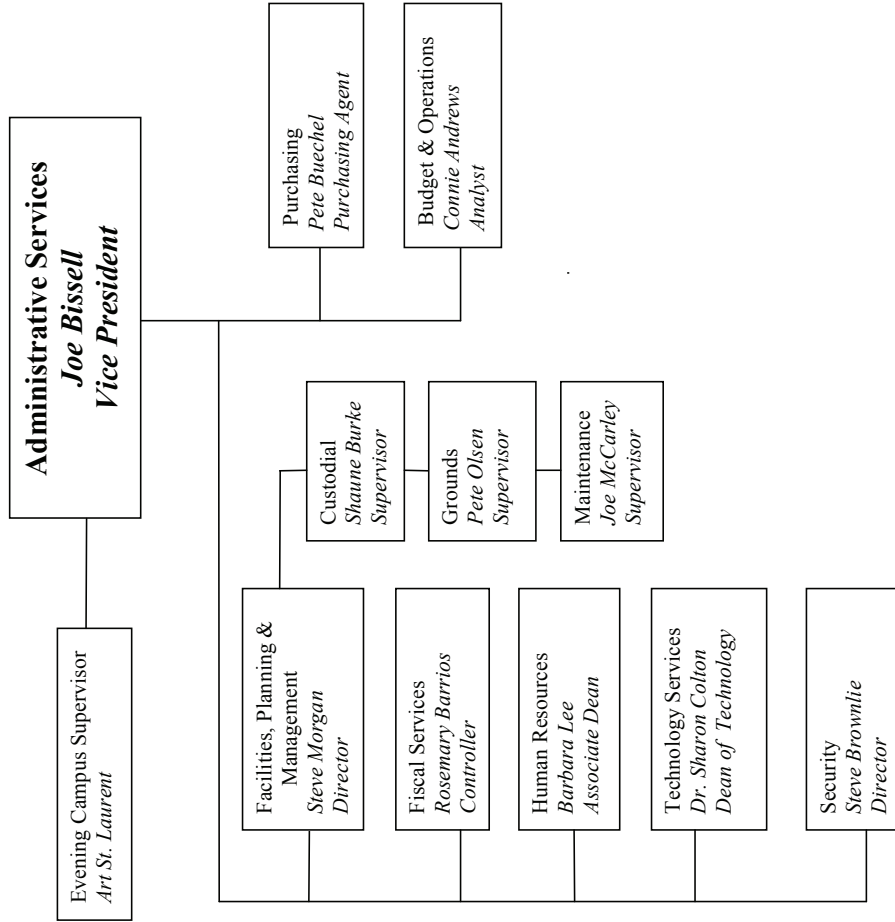 Administrative Services
Joe Bissell
Vice President
Evening Campus Supervisor
Art St. Laurent
Purchasing
Pete Buechel
Purchasing Agent
Budget & Operations
Connie Andrews
Analyst
Facilities, Planning &
Management
Steve Morgan
Director
Custodial
Shaune Burke
Supervisor
Grounds
Pete Olsen
Supervisor
Maintenance
Joe McCarley
Supervisor
Fiscal Services
Rosemary Barrios
Controller
Human Resources
Barbara Lee
Associate Dean
Technology Services
Dr. Sharon Colton
Dean of Technology
Security
Steve Brownlie
Director